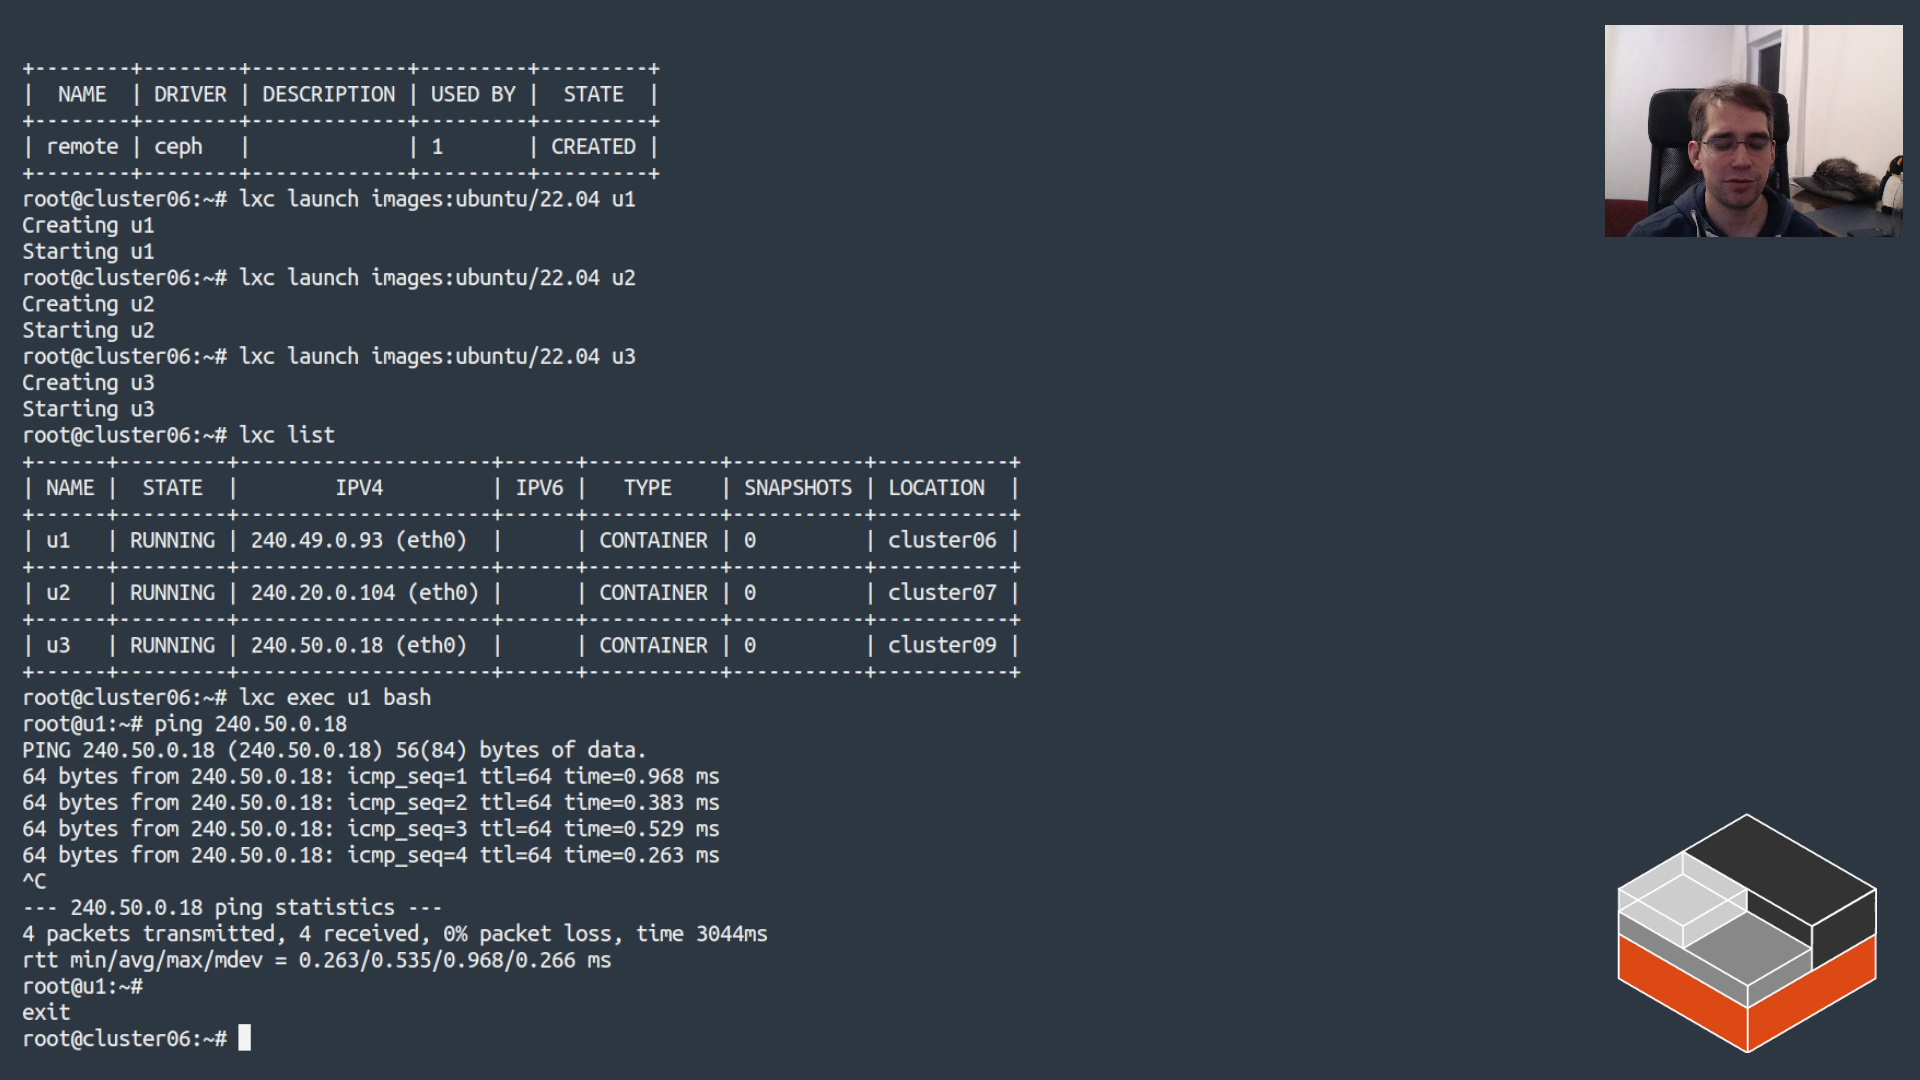 +--------+--------+-------------+---------+---------+
|  NAME  | DRIVER | DESCRIPTION | USED BY |  STATE  |
+--------+--------+-------------+---------+---------+
| remote | ceph   |             | 1       | CREATED |
+--------+--------+-------------+---------+---------+
root@cluster06:~# lxc launch images:ubuntu/22.04 u1
Creating u1
Starting u1
root@cluster06:~# lxc launch images:ubuntu/22.04 u2
Creating u2
Starting u2
root@cluster06:~# lxc launch images:ubuntu/22.04 u3
Creating u3
Starting u3
root@cluster06:~# lxc list
+------+---------+---------------------+------+-----------+-----------+-----------+
| NAME |  STATE  |        IPV4         | IPV6 |   TYPE    | SNAPSHOTS | LOCATION  |
+------+---------+---------------------+------+-----------+-----------+-----------+
| u1   | RUNNING | 240.49.0.93 (eth0)  |      | CONTAINER | 0         | cluster06 |
+------+---------+---------------------+------+-----------+-----------+-----------+
| u2   | RUNNING | 240.20.0.104 (eth0) |      | CONTAINER | 0         | cluster07 |
+------+---------+---------------------+------+-----------+-----------+-----------+
| u3   | RUNNING | 240.50.0.18 (eth0)  |      | CONTAINER | 0         | cluster09 |
+------+---------+---------------------+------+-----------+-----------+-----------+
root@cluster06:~# lxc exec u1 bash
root@u1:~# ping 240.50.0.18
PING 240.50.0.18 (240.50.0.18) 56(84) bytes of data.
64 bytes from 240.50.0.18: icmp_seq=1 ttl=64 time=0.968 ms
64 bytes from 240.50.0.18: icmp_seq=2 ttl=64 time=0.383 ms
64 bytes from 240.50.0.18: icmp_seq=3 ttl=64 time=0.529 ms
64 bytes from 240.50.0.18: icmp_seq=4 ttl=64 time=0.263 ms
^C
--- 240.50.0.18 ping statistics ---
4 packets transmitted, 4 received, 0% packet loss, time 3044ms
rtt min/avg/max/mdev = 0.263/0.535/0.968/0.266 ms
root@u1:~#
exit
root@cluster06:~#